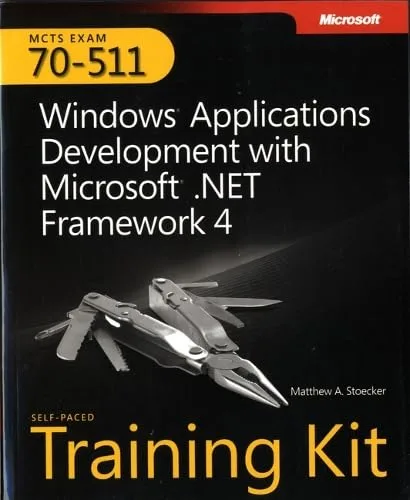 Microsoft
MCTS EXAM
70-511
Windows® Applications
Development with
Microsoft® .NET
Framework 4
Matthew A. Stoecker
SELF-PACED
Training Kit